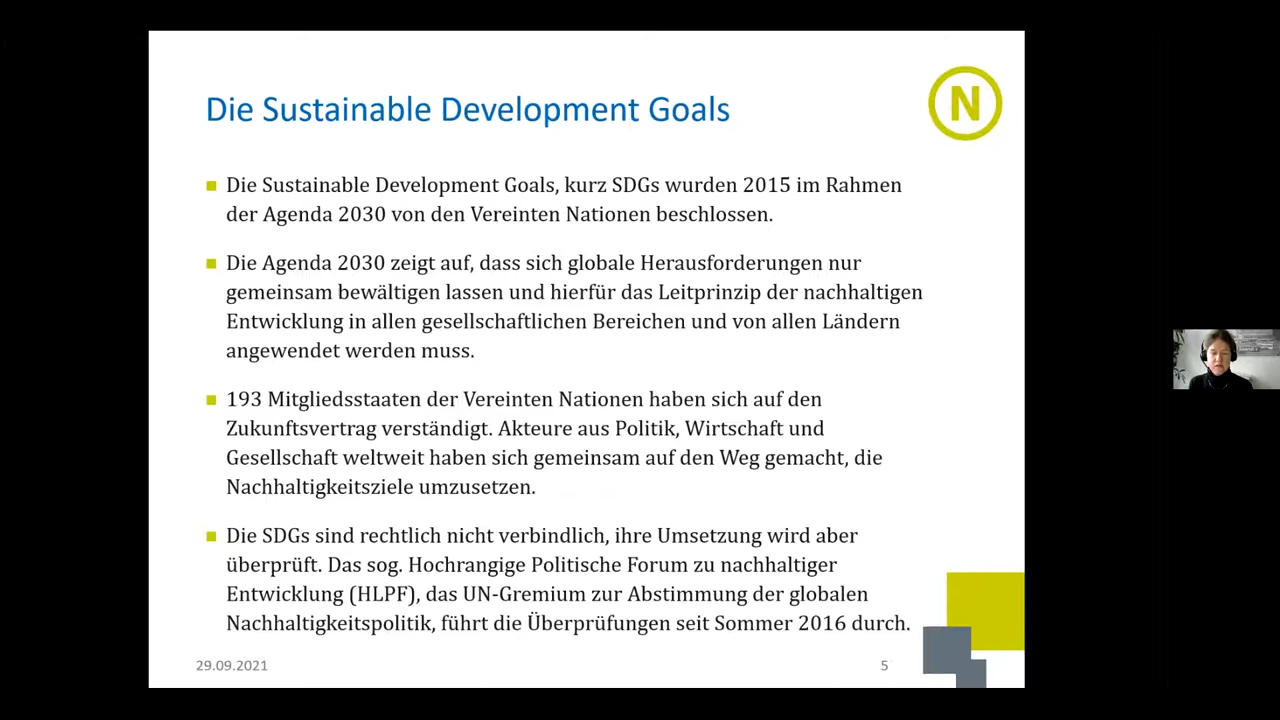 Die Sustainable Development Goals
N
Die Sustainable Development Goals, kurz SDGs wurden 2015 im Rahmen
der Agenda 2030 von den Vereinten Nationen beschlossen.
Die Agenda 2030 zeigt auf, dass sich globale Herausforderungen nur
gemeinsam bewältigen lassen und hierfür das Leitprinzip der nachhaltigen
Entwicklung in allen gesellschaftlichen Bereichen und von allen Ländern
angewendet werden muss.
193 Mitgliedsstaaten der Vereinten Nationen haben sich auf den
Zukunftsvertrag verständigt. Akteure aus Politik, Wirtschaft und
Gesellschaft weltweit haben sich gemeinsam auf den Weg gemacht, die
Nachhaltigkeitsziele umzusetzen.
Die SDGs sind rechtlich nicht verbindlich, ihre Umsetzung wird aber
überprüft. Das sog. Hochrangige Politische Forum zu nachhaltiger
Entwicklung (HLPF), das UN-Gremium zur Abstimmung der globalen
Nachhaltigkeitspolitik, führt die Überprüfungen seit Sommer 2016 durch.
29.09.2021
5